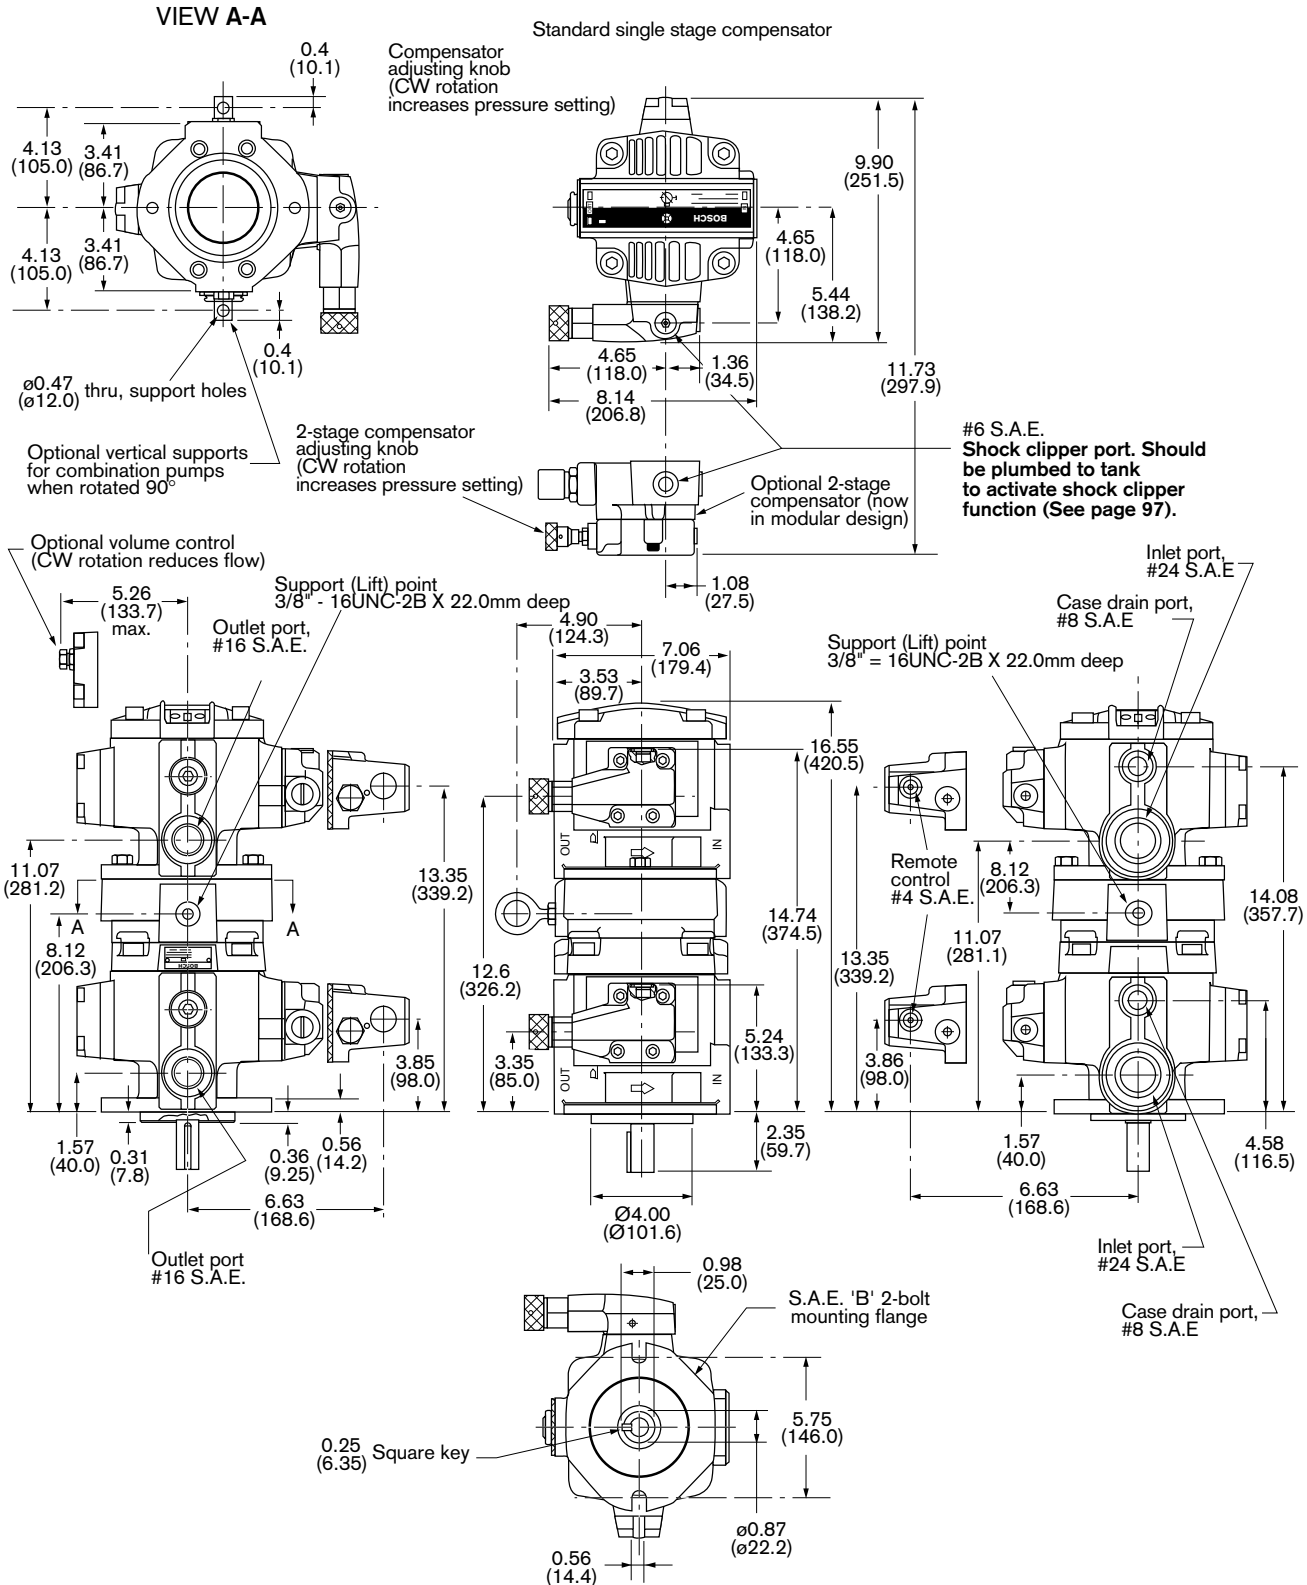 VIEW A-A
Standard single stage compensator
0.4
(10.1)
Compensator
adjusting knob
(CW rotation
increases pressure setting)
4.13
(105.0)
3.41
(86.7)
9.90
(251.5)
BOSCH
4.13
(105.0)
3.41
(86.7)
4.65
(118.0)
5.44
(138.2)
0.4
(10.1)
4.65
(118.0)
1.36
(34.5)
11.73
(297.9)
8.14
(206.8)
ø0.47
(ø12.0)
thru, support holes
Optional vertical supports
for combination pumps
when rotated 90°
2-stage compensator
adjusting knob
(CW rotation
increases pressure setting)
Optional 2-stage
compensator (now
in modular design)
#6 S.A.E.
Shock clipper port. Should
be plumbed to tank
to activate shock clipper
function (See page 97).
Optional volume control
(CW rotation reduces flow)
5.26
(133.7)
max.
Support (Lift) point
3/8" - 16UNC-2B X 22.0mm deep
Outlet port,
#16 S.A.E.
1.08
(27.5)
4.90
(124.3)
7.06
(179.4)
3.53
(89.7)
Inlet port,
#24 S.A.E
Case drain port,
#8 S.A.E
Support (Lift) point
3/8" = 16UNC-2B X 22.0mm deep
16.55
(420.5)
OUT
IN
11.07
(281.2)
A
A
8.12
(206.3)
BOSCH
13.35
(339.2)
14.74
(374.5)
12.6
(326.2)
Remote
control
#4 S.A.E.
8.12
(206.3)
14.08
(357.7)
11.07
(281.1)
13.35
(339.2)
3.85
(98.0)
3.35
(85.0)
OUT
IN
5.24
(133.3)
3.86
(98.0)
1.57
(40.0)
0.31
(7.8)
0.36
(9.25)
0.56
(14.2)
2.35
(59.7)
1.57
(40.0)
4.58
(116.5)
6.63
(168.6)
Ø4.00
(Ø101.6)
6.63
(168.6)
Outlet port
#16 S.A.E.
Inlet port,
#24 S.A.E
Case drain port,
#8 S.A.E
0.98
(25.0)
S.A.E. 'B' 2-bolt
mounting flange
0.25
(6.35)
Square key
5.75
(146.0)
ø0.87
(ø22.2)
0.56
(14.4)